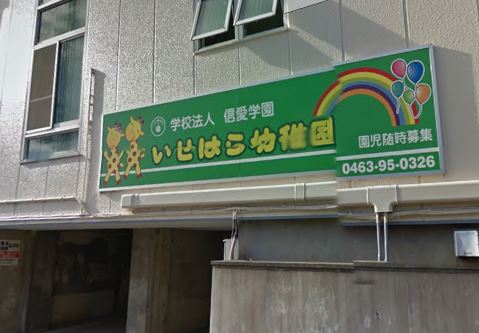 学校法人 信愛学園
いせはら幼稚園
園児随時募集
0463-95-0326